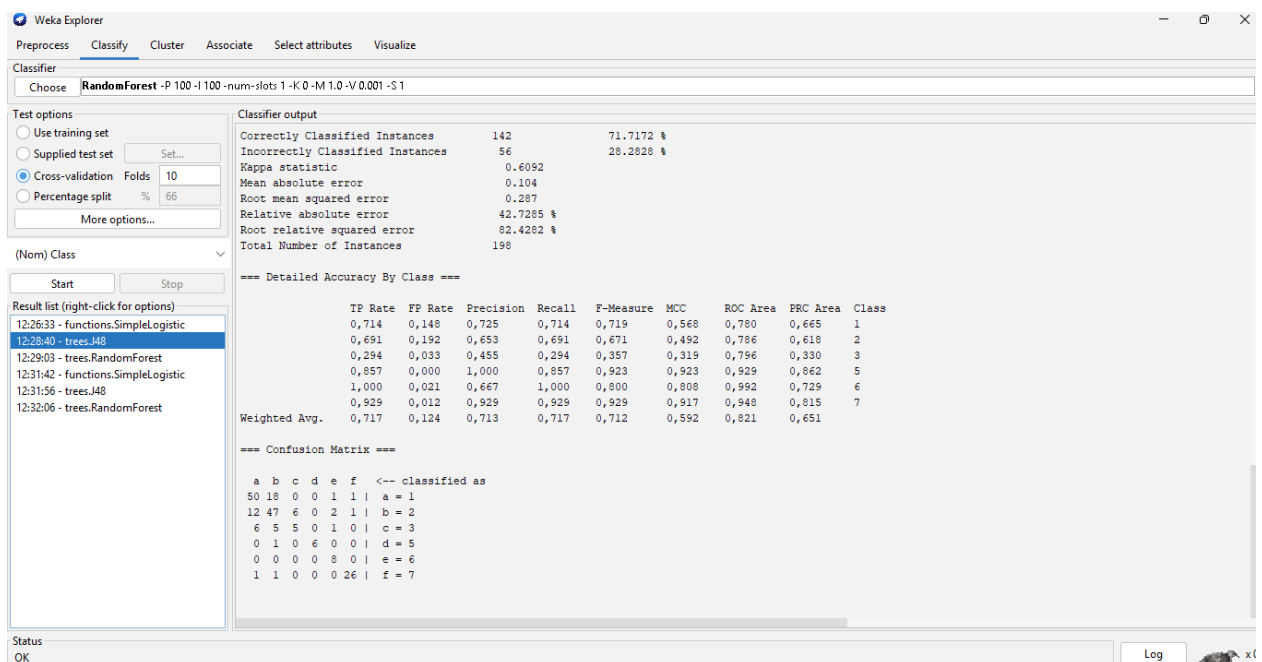 Weka Explorer
Preprocess Classify Cluster Associate Select attributes Visualize
Classifier
Choose RandomForest -P 100 -I 100 -num-slots 1 -K 0 -M 1.0 -V 0.001 -S 1
Test options
Use training set
Supplied test set Set...
Cross-validation Folds 10
Percentage split % 66
More options...
(Nom) Class
Start Stop
Result list (right-click for options)
12:26:33 - functions.SimpleLogistic
12:28:40 - trees.J48
12:29:03 - trees.RandomForest
12:31:42 - functions.SimpleLogistic
12:31:56 - trees.J48
12:32:06 - trees.RandomForest
Classifier output
Correctly Classified Instances 142 71.7172 %
Incorrectly Classified Instances 56 28.2828 %
Kappa statistic 0.6092
Mean absolute error 0.104
Root mean squared error 0.287
Relative absolute error 42.7285 %
Root relative squared error 82.4282 %
Total Number of Instances 198
=== Detailed Accuracy By Class ===
TP Rate FP Rate Precision Recall F-Measure MCC ROC Area PRC Area Class
0,714 0,148 0,725 0,714 0,719 0,568 0,780 0,665 1
0,691 0,192 0,653 0,691 0,671 0,492 0,786 0,618 2
0,294 0,033 0,455 0,294 0,357 0,319 0,796 0,330 3
0,857 0,000 1,000 0,857 0,923 0,923 0,929 0,862 5
1,000 0,021 0,667 1,000 0,800 0,808 0,992 0,729 6
0,929 0,012 0,929 0,929 0,929 0,917 0,948 0,815 7
Weighted Avg. 0,717 0,124 0,713 0,717 0,712 0,592 0,821 0,651
=== Confusion Matrix ===
a b c d e f <-- classified as
50 18 0 0 1 1 | a = 1
12 47 6 0 2 1 | b = 2
6 5 5 0 1 0 | c = 3
0 1 0 6 0 0 | d = 5
0 0 0 0 8 0 | e = 6
1 1 0 0 0 26 | f = 7
Status
OK
Log
x 0